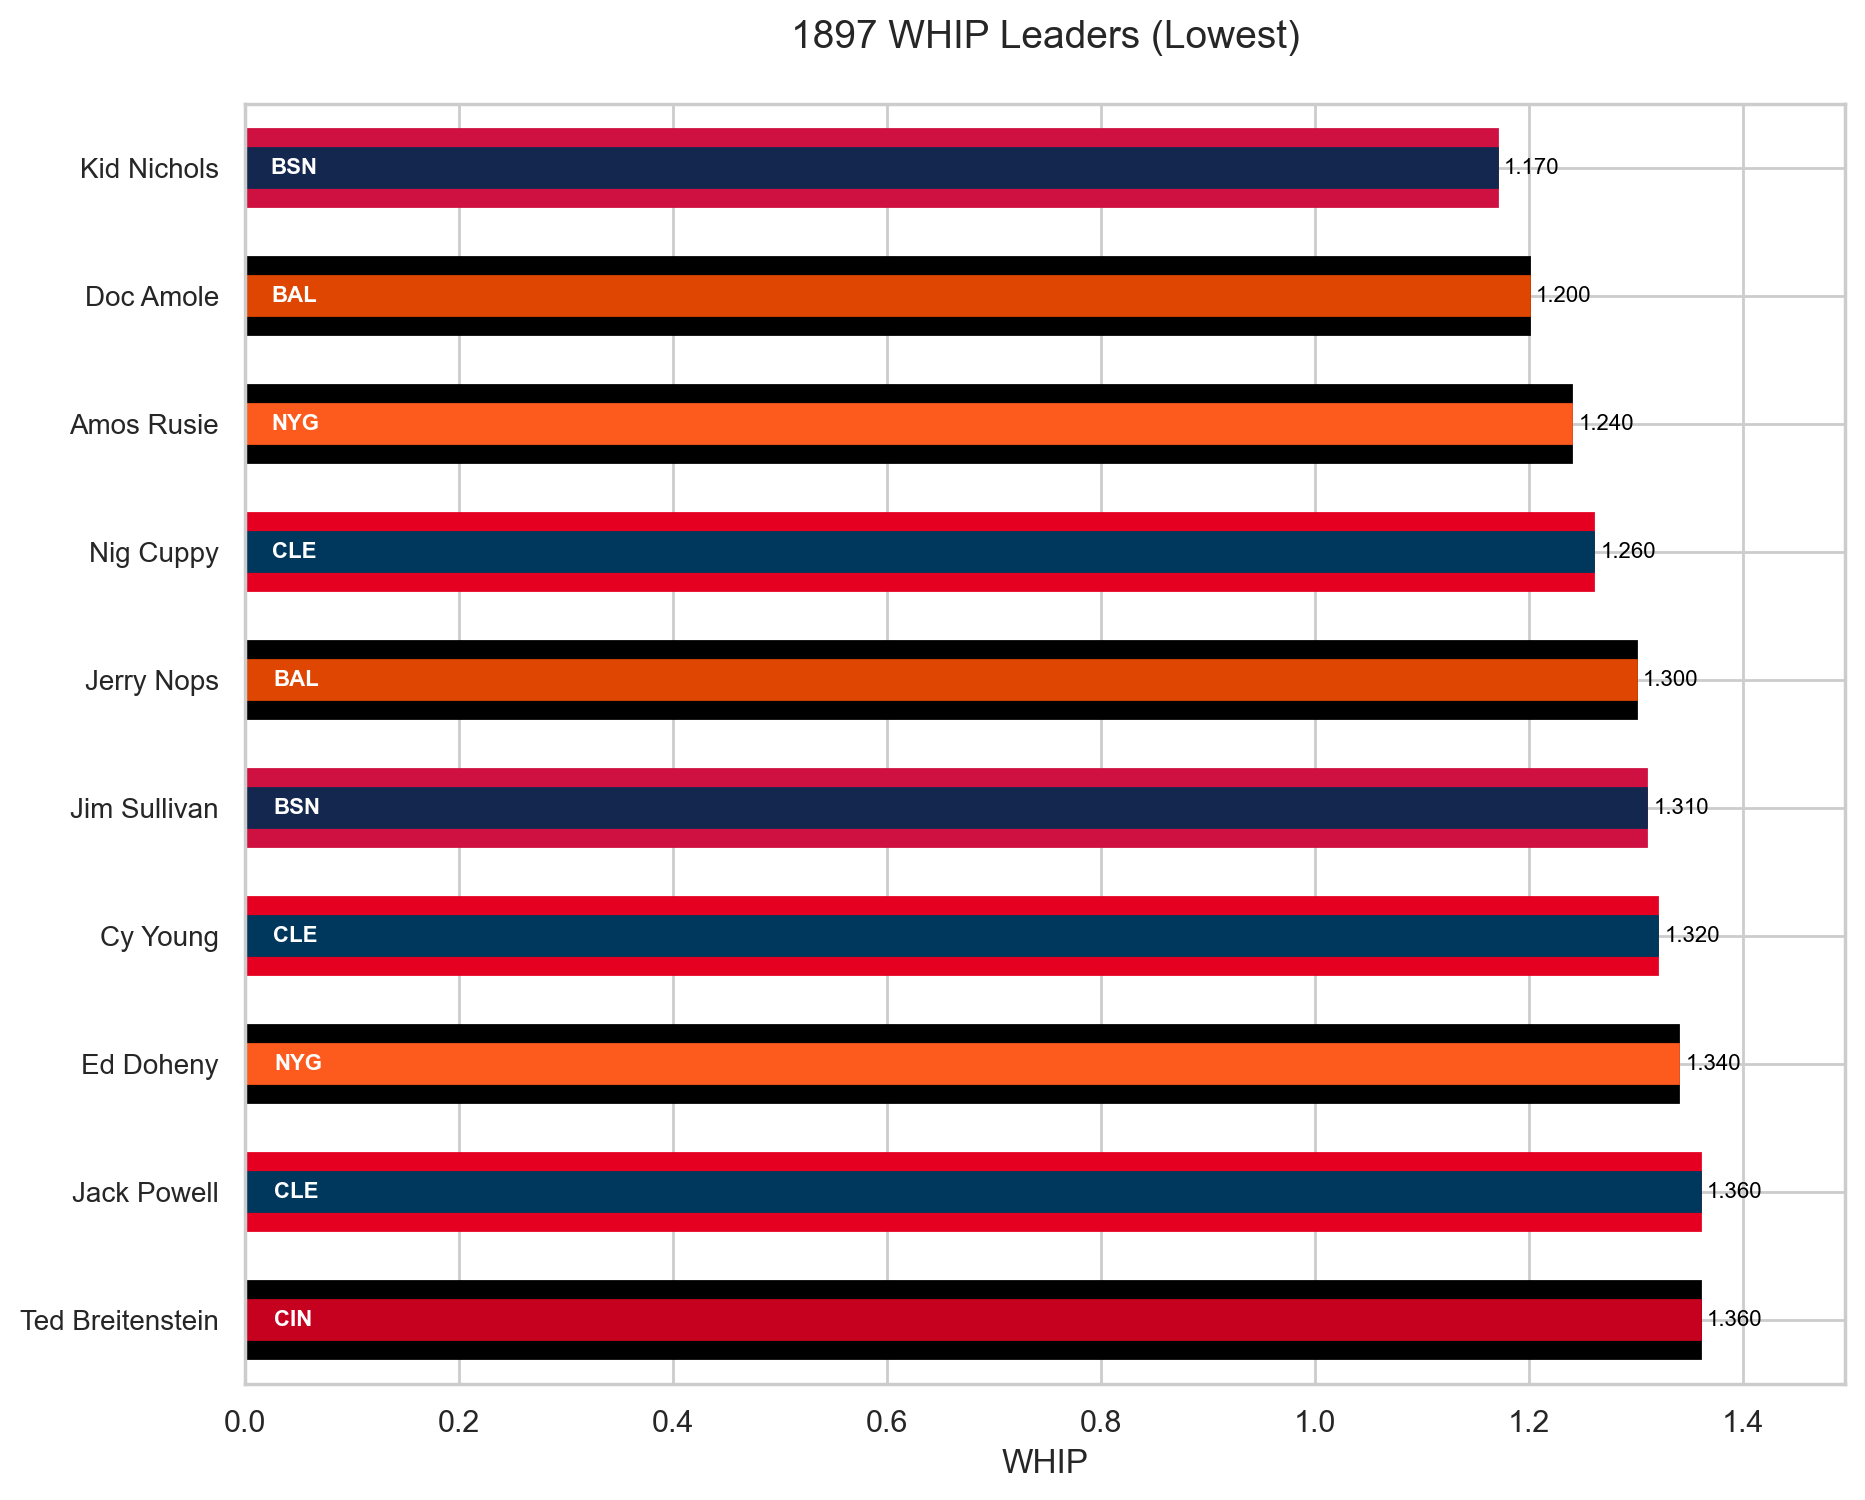 1897 WHIP Leaders (Lowest)
Kid Nichols BSN 1.170
Doc Amole BAL 1.200
Amos Rusie NYG 1.240
Nig Cuppy CLE 1.260
Jerry Nops BAL 1.300
Jim Sullivan BSN 1.310
Cy Young CLE 1.320
Ed Doheny NYG 1.340
Jack Powell CLE 1.360
Ted Breitenstein CIN 1.360
0.0 0.2 0.4 0.6 0.8 1.0 1.2 1.4
WHIP